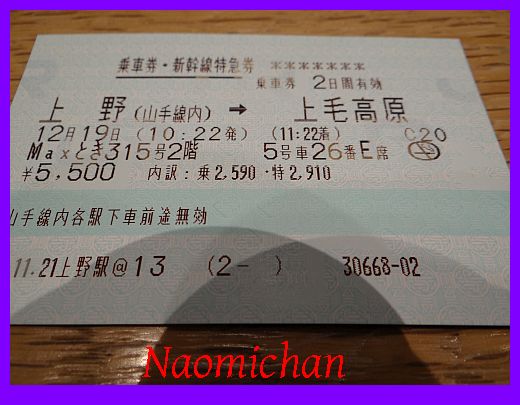 乗車券・新幹線特急券 ＊＊＊＊＊＊＊
乗車券 2日間有効
上野(山手線内) → 上毛高原
12月19日(10:22発) (11:22着) C20
Maxとき315号2階 5号車26番E席
¥5,500 内訳:乗2,590・特2,910
山手線内各駅下車前途無効
11.21上野駅@13 (2- ) 30668-02
Naomichan